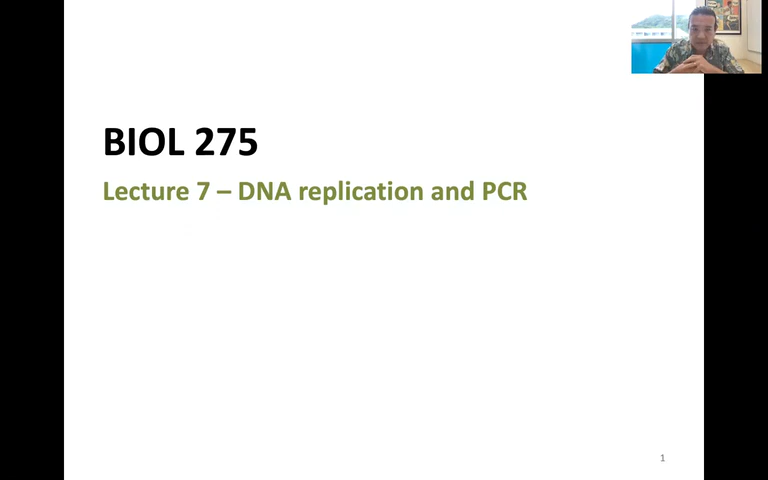 BIOL 275
Lecture 7 – DNA replication and PCR
1